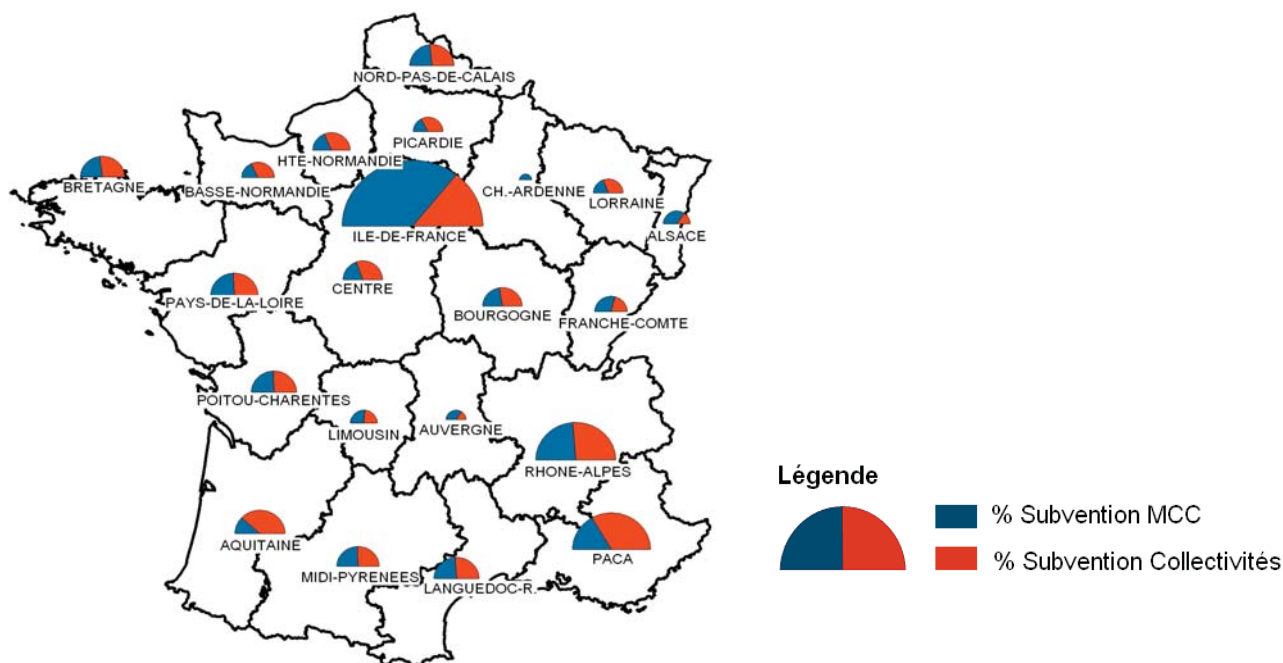 NORD-PAS-DE-CALAIS
PICARDIE
HTE-NORMANDIE
BRETAGNE
BASSE-NORMANDIE
CH.-ARDENNE
LORRAINE
ALSACE
ILE-DE-FRANCE
PAYS-DE-LA-LOIRE
CENTRE
BOURGOGNE
FRANCHE-COMTE
POITOU-CHARENTES
LIMOUSIN
AUVERGNE
RHONE-ALPES
AQUITAINE
MIDI-PYRENEES
LANGUEDOC-R.
PACA
Légende
% Subvention MCC
% Subvention Collectivités